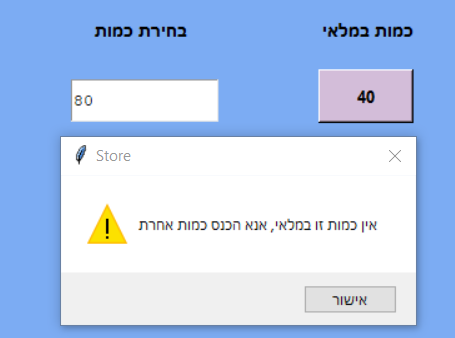 כמות במלאי
בחירת כמות
40
80
Store
אין כמות זו במלאי, אנא הכנס כמות אחרת
אישור